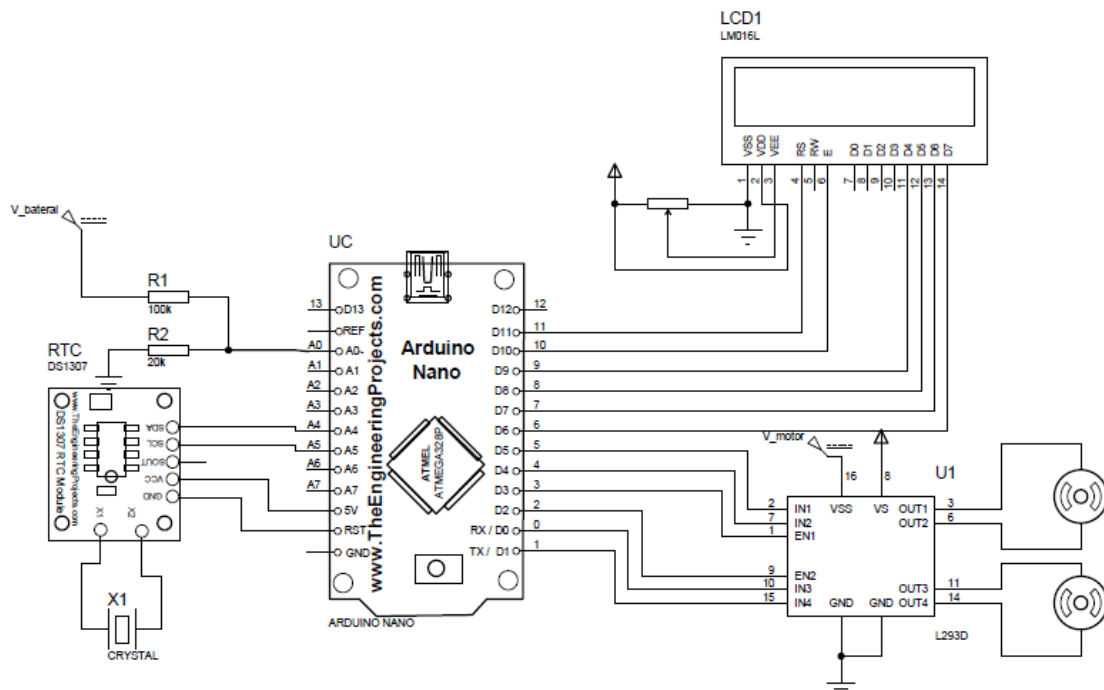 LCD1
LM016L
VSS
VDD
VEE
RS
RW
E
D0
D1
D2
D3
D4
D5
D6
D7
1
2
3
4
5
6
7
8
9
10
11
12
13
14
V_bateral
R1
100k
R2
20k
RTC
DS1307
www.TheEngineeringProjects.com
DS1307 RTC Module
SDA
SCL
SOUT
VCC
GND
X1
X2
X1
CRYSTAL
UC
13
A0
A1
A2
A3
A4
A5
A6
A7
D13
REF
A0-
A1
A2
A3
A4
A5
A6
A7
5V
RST
GND
www.TheEngineeringProjects.com
Arduino
Nano
ATMEL
ATMEGA328P
D12
D11
D10
D9
D8
D7
D6
D5
D4
D3
D2
RX / D0
TX / D1
12
11
10
9
8
7
6
5
4
3
2
0
1
ARDUINO NANO
V_motor
16
8
U1
2
7
1
9
10
15
IN1
IN2
EN1
EN2
IN3
IN4
VSS
VS
GND
GND
OUT1
OUT2
OUT3
OUT4
3
6
11
14
L293D